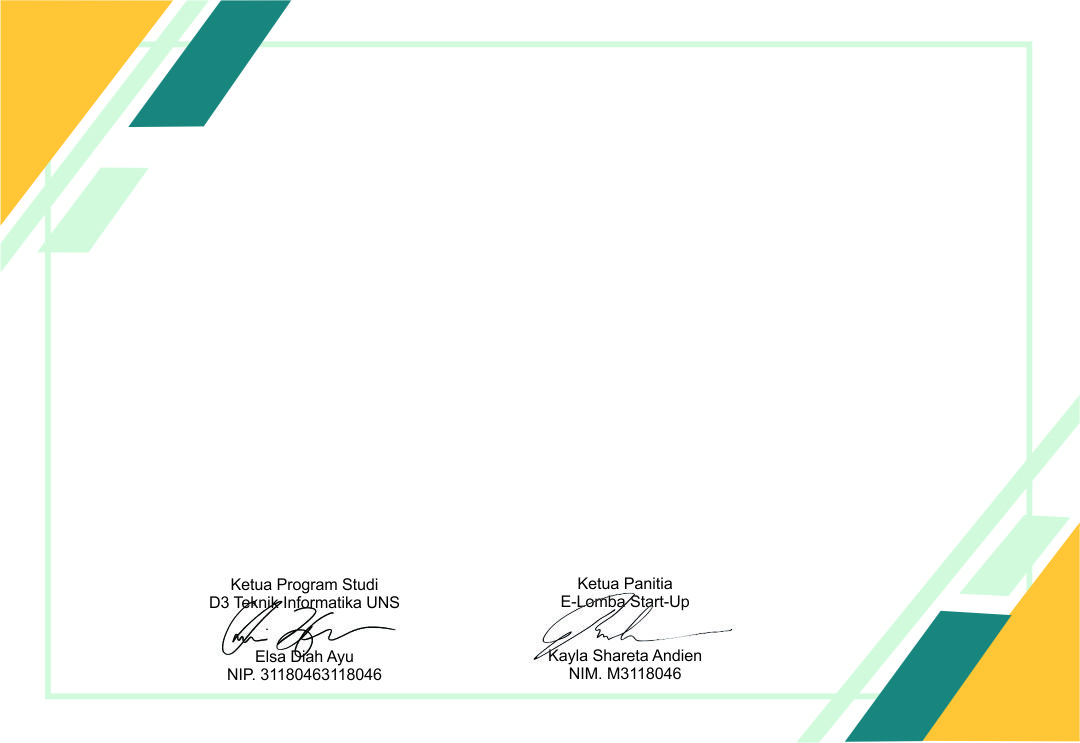 Ketua Program Studi
D3 Teknik Informatika UNS
Elsa Diah Ayu
NIP. 31180463118046
Ketua Panitia
E-Lomba Start-Up
Kayla Shareta Andien
NIM. M3118046